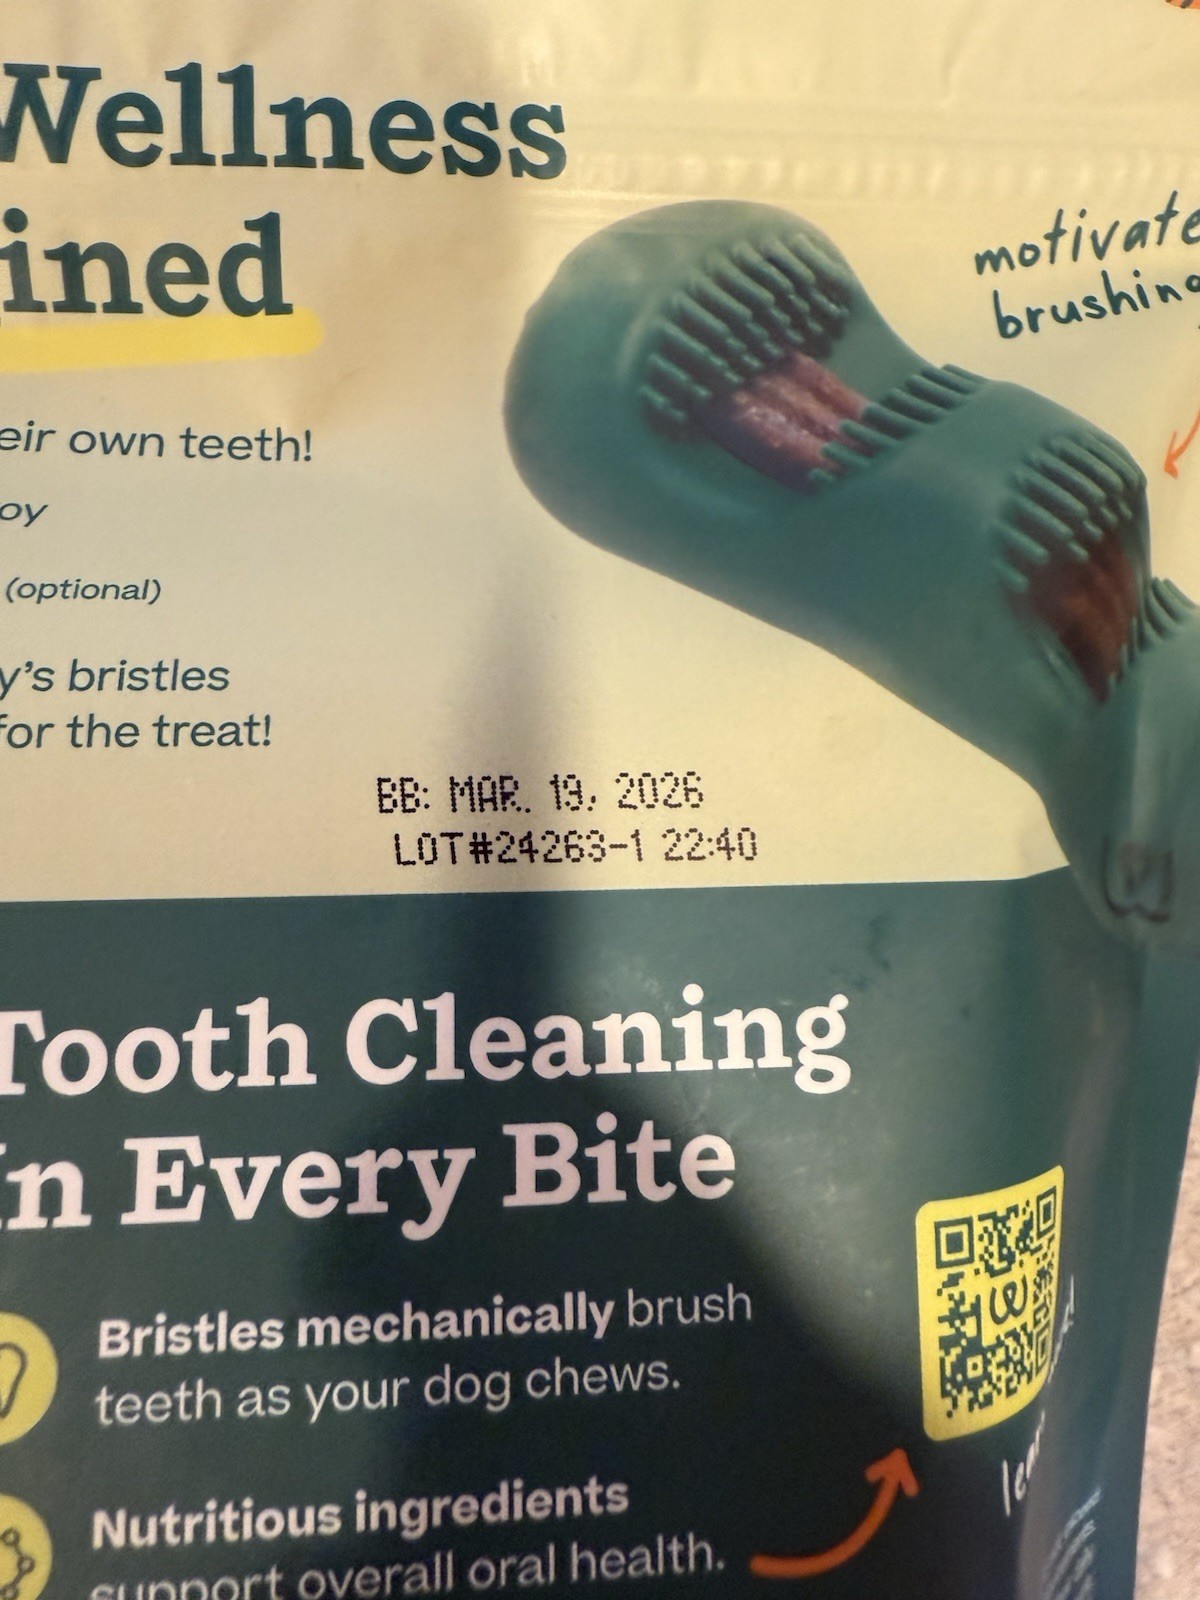 Wellness
ined
motivate
brushing
eir own teeth!
oy
(optional)
y's bristles
for the treat!
BB: MAR. 19, 2026
LOT#24263-1 22:40
Tooth Cleaning
In Every Bite
Bristles mechanically brush
teeth as your dog chews.
Nutritious ingredients
support overall oral health.